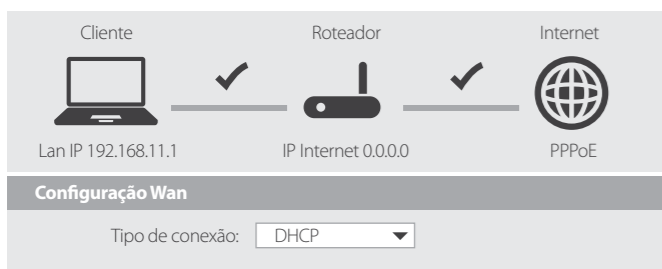 Cliente Roteador Internet
Lan IP 192.168.11.1 IP Internet 0.0.0.0 PPPoE
Configuração Wan
Tipo de conexão: DHCP